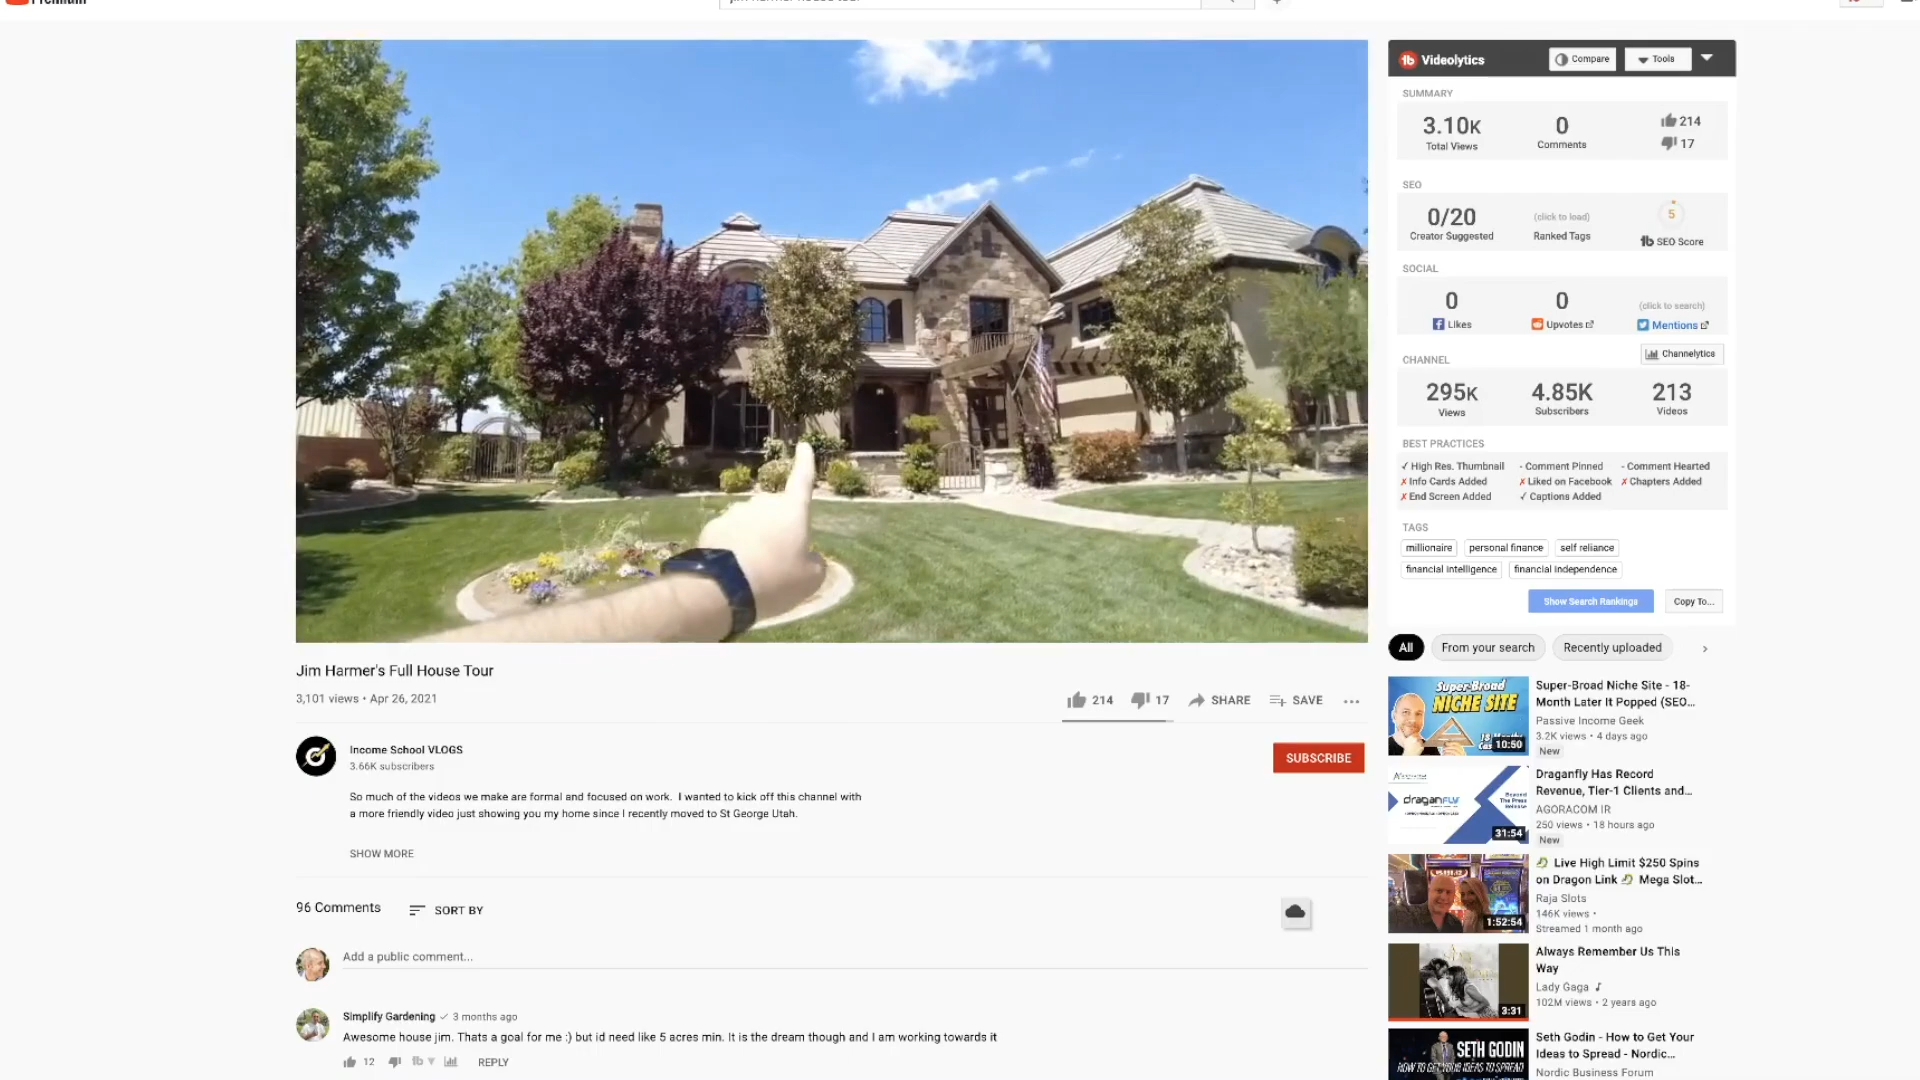 Videolytics
Compare
Tools
SUMMARY
3.10K
Total Views
0
Comments
214
17
SEO
0/20
Creator Suggested
(click to load)
Ranked Tags
5
SEO Score
SOCIAL
0
Likes
0
Upvotes
(click to search)
Mentions
CHANNEL
Channelytics
295K
Views
4.85K
Subscribers
213
Videos
BEST PRACTICES
✓ High Res. Thumbnail - Comment Pinned - Comment Hearted
✗ Info Cards Added ✗ Liked on Facebook ✗ Chapters Added
✗ End Screen Added ✓ Captions Added
TAGS
millionaire personal finance self reliance
financial intelligence financial independence
Show Search Rankings Copy To...
Jim Harmer's Full House Tour
3,101 views • Apr 26, 2021
214 17 SHARE SAVE
Income School VLOGS
3.66K subscribers
SUBSCRIBE
So much of the videos we make are formal and focused on work. I wanted to kick off this channel with
a more friendly video just showing you my home since I recently moved to St George Utah.
SHOW MORE
96 Comments SORT BY
Add a public comment...
Simplify Gardening ✓ 3 months ago
Awesome house jim. Thats a goal for me :) but id need like 5 acres min. It is the dream though and I am working towards it
12 REPLY
All From your search Recently uploaded
Super-Broad
NICHE SITE
10:50
Super-Broad Niche Site - 18-
Month Later It Popped (SEO...
Passive Income Geek
3.2K views • 4 days ago
New
draganfly
31:54
Draganfly Has Record
Revenue, Tier-1 Clients and...
AGORACOM IR
250 views • 18 hours ago
New
1:52:54
Live High Limit $250 Spins
on Dragon Link Mega Slot...
Raja Slots
146K views •
Streamed 1 month ago
3:31
Always Remember Us This
Way
Lady Gaga
102M views • 2 years ago
SETH GODIN
HOW TO GET YOUR IDEAS TO SPREAD
Seth Godin - How to Get Your
Ideas to Spread - Nordic...
Nordic Business Forum